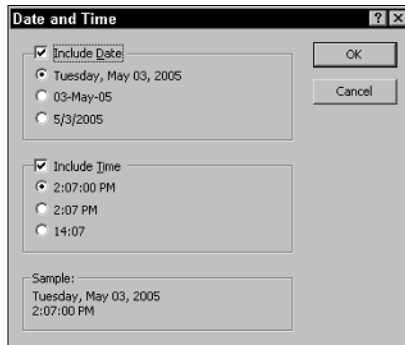 Date and Time
Include Date
Tuesday, May 03, 2005
03-May-05
5/3/2005
Include Time
2:07:00 PM
2:07 PM
14:07
Sample:
Tuesday, May 03, 2005
2:07:00 PM
OK
Cancel